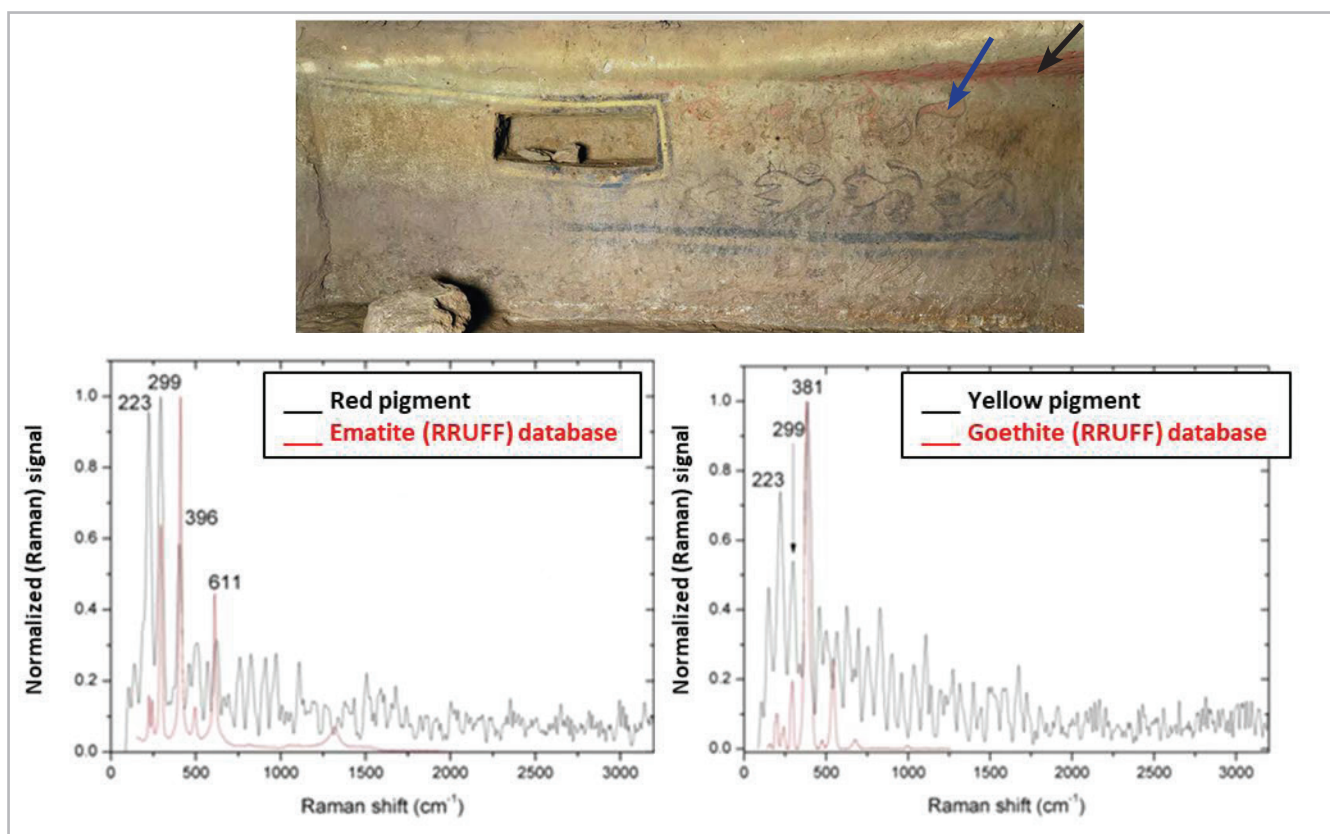 223
299
396
611
Red pigment
Ematite (RRUFF) database
Normalized (Raman) signal
1.0
0.8
0.6
0.4
0.2
0.0
0 500 1000 1500 2000 2500 3000
Raman shift (cm⁻¹)
381
299
223
Yellow pigment
Goethite (RRUFF) database
Normalized (Raman) signal
1.0
0.8
0.6
0.4
0.2
0.0
0 500 1000 1500 2000 2500 3000
Raman shift (cm⁻¹)